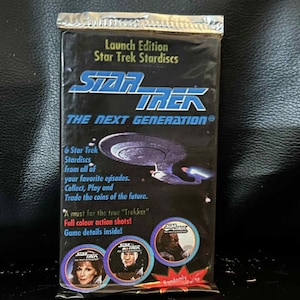 Launch Edition
Star Trek Stardiscs
STAR TREK
THE NEXT GENERATION®
6 Star Trek
Stardiscs
from all of
your favorite episodes.
Collect, Play and
Trade the coins of the future.
A must for the true "Trekker"
Full colour action shots!
Game details inside!